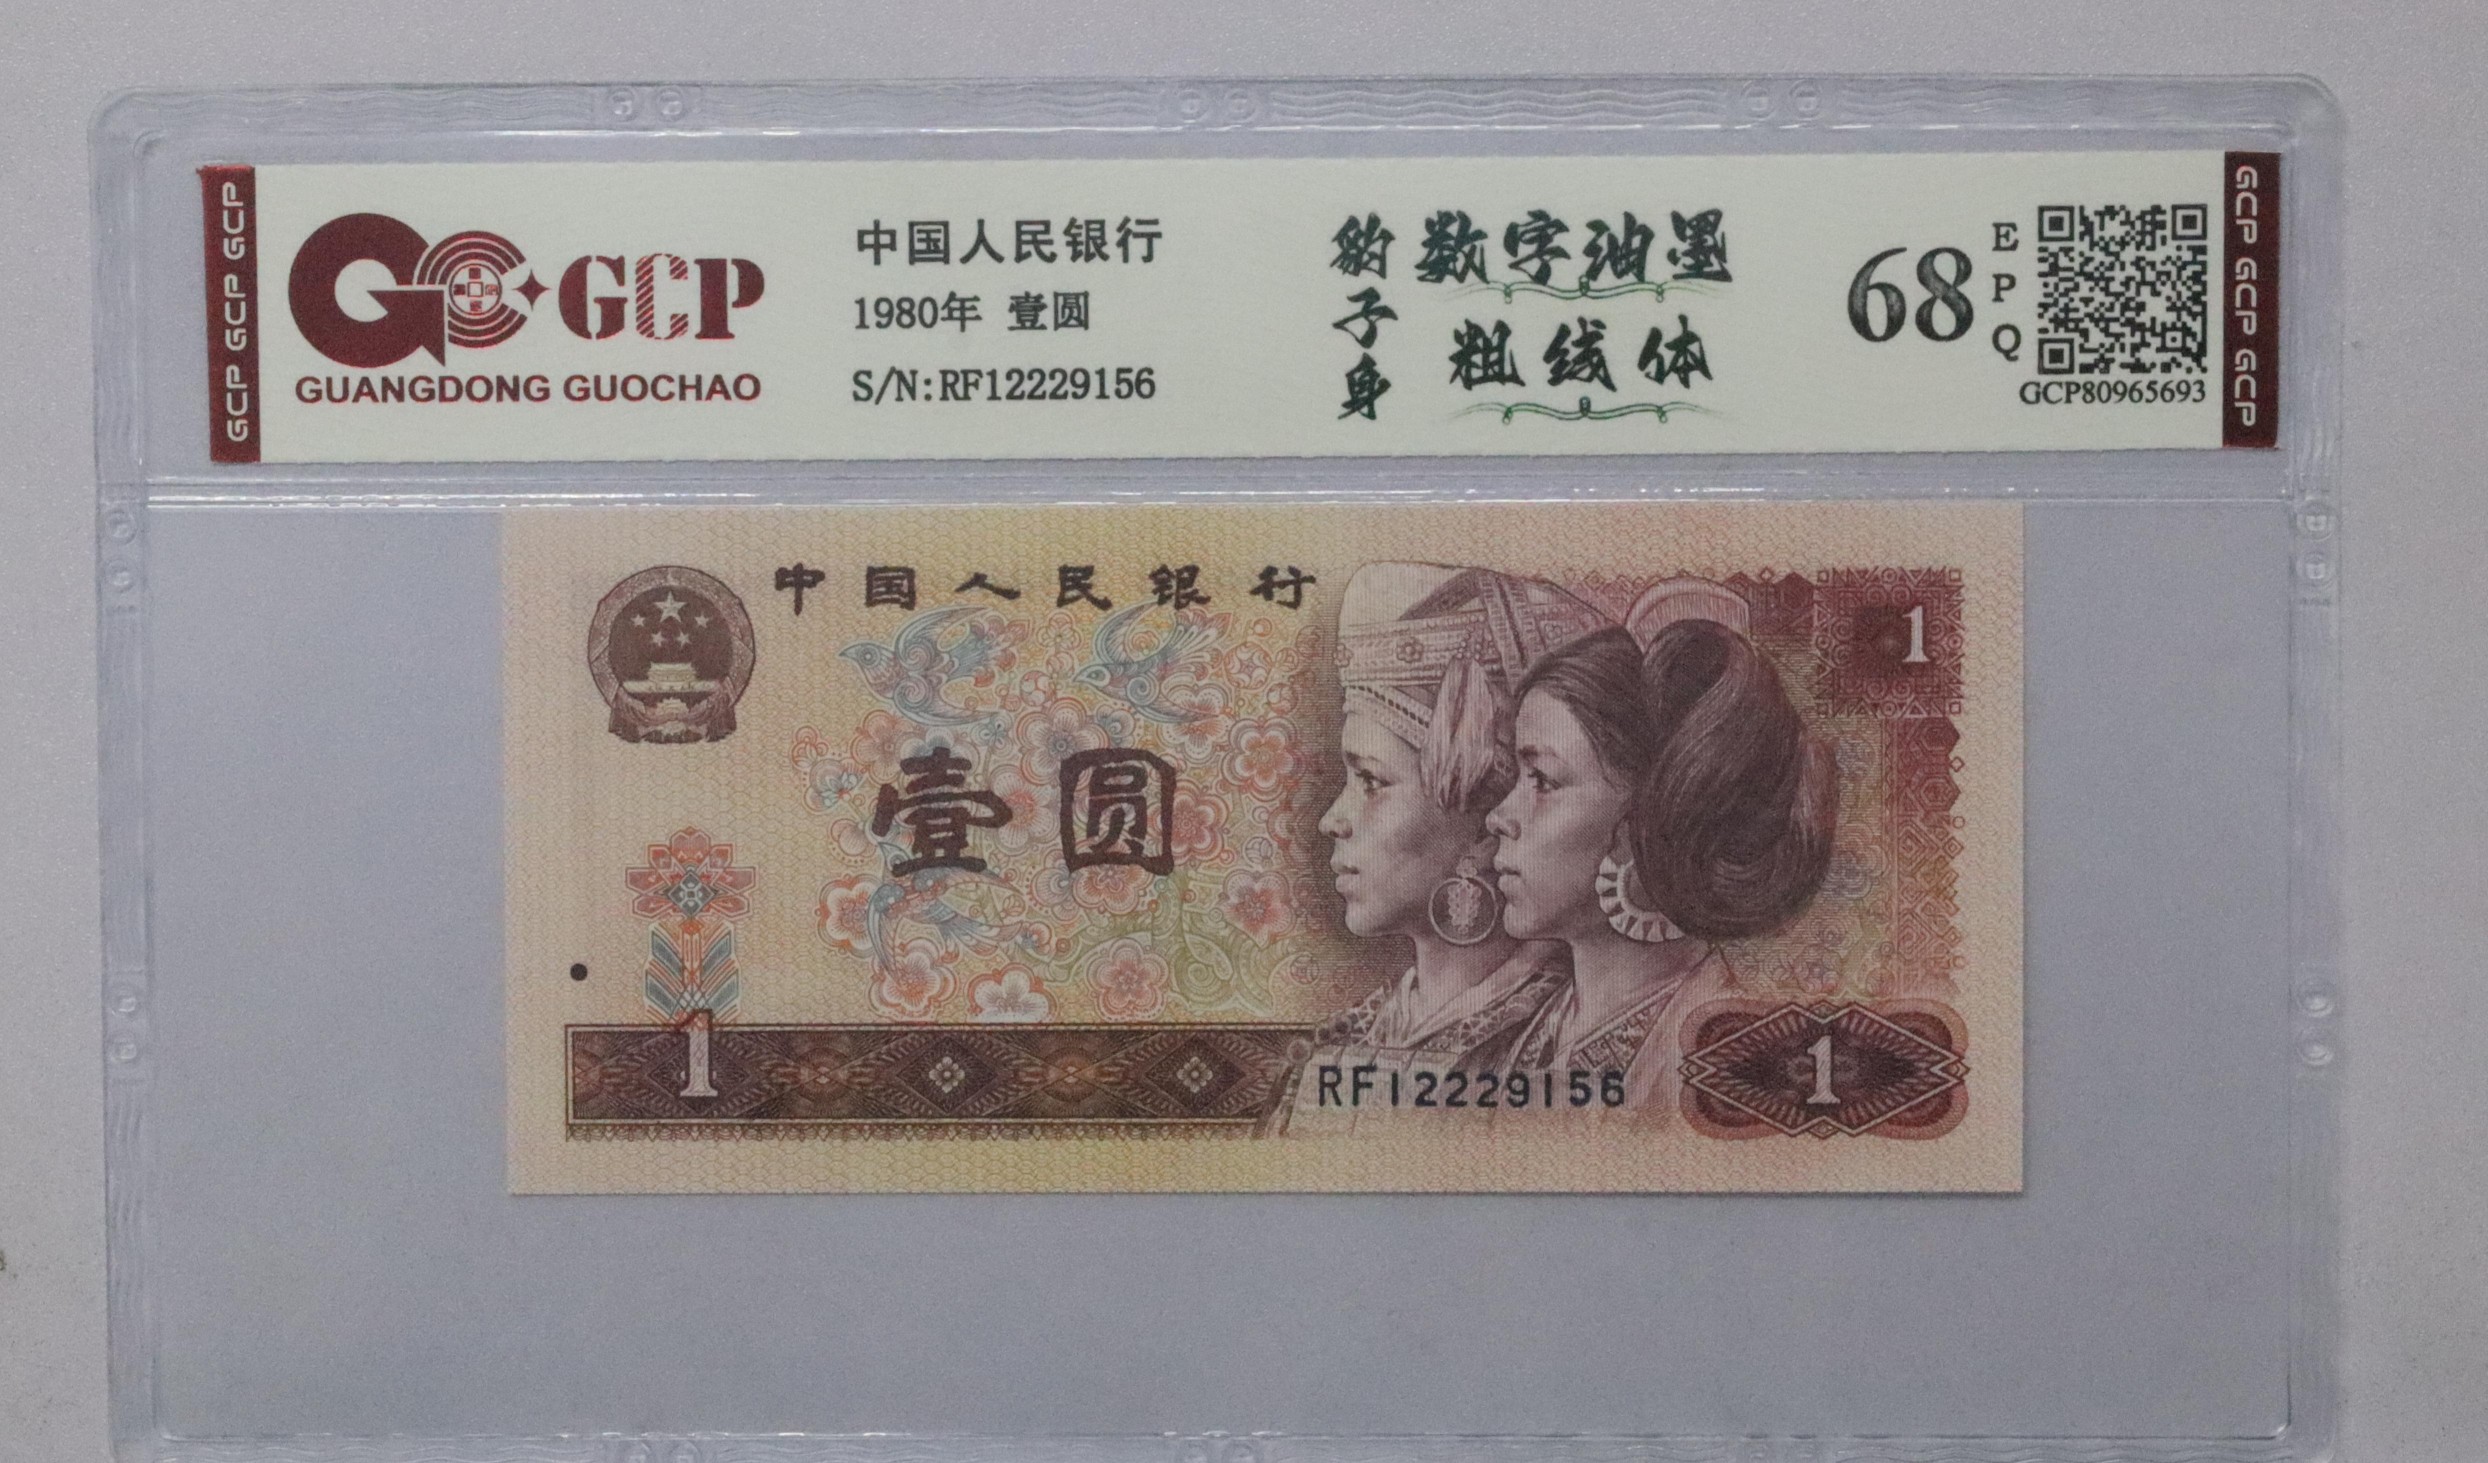 GCP GCP GCP
GCP
GUANGDONG GUOCHAO
中国人民银行
1980年 壹圆
S/N:RF12229156
豹子身
数字油墨
粗线体
68
EPQ
GCP80965693
GCP GCP GCP
中国人民银行
1
壹圆
1
RF12229156
1